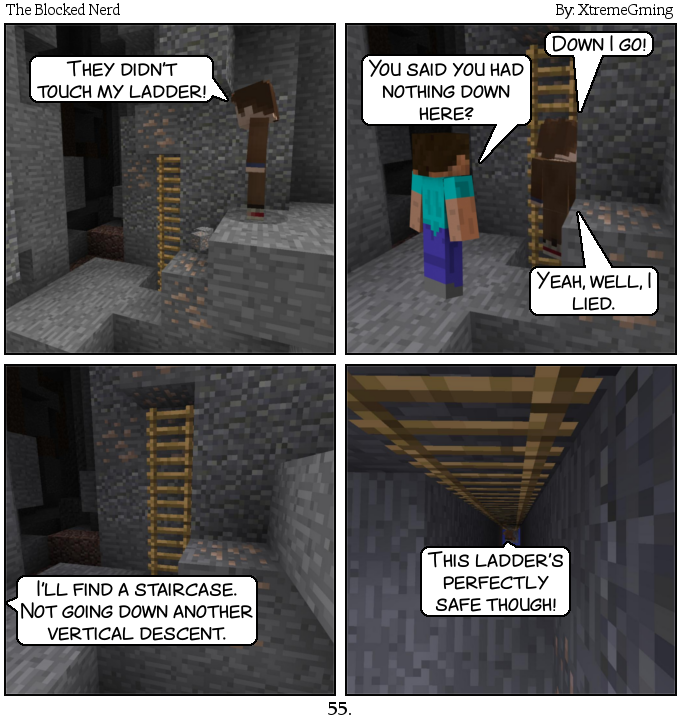 The Blocked Nerd
By: XtremeGming
They didn't
touch my ladder!
Down I go!
You said you had
nothing down
here?
Yeah, well, I
lied.
I'll find a staircase.
Not going down another
vertical descent.
This ladder's
perfectly
safe though!
55.